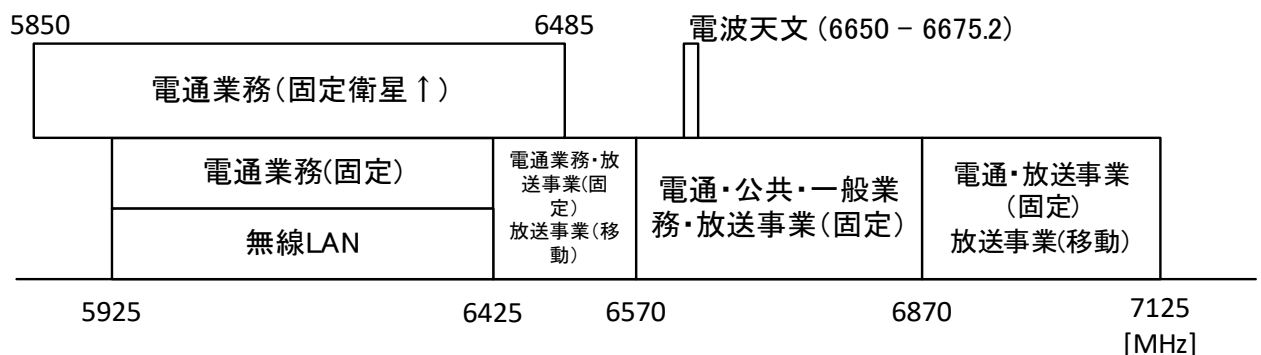 5850
6485
電波天文 (6650 – 6675.2)
電通業務(固定衛星↑)
電通業務(固定)
無線LAN
電通業務・放
送事業(固
定)
放送事業(移
動)
電通・公共・一般業
務・放送事業(固定)
電通・放送事業
(固定)
放送事業(移動)
5925
6425
6570
6870
7125
[MHz]